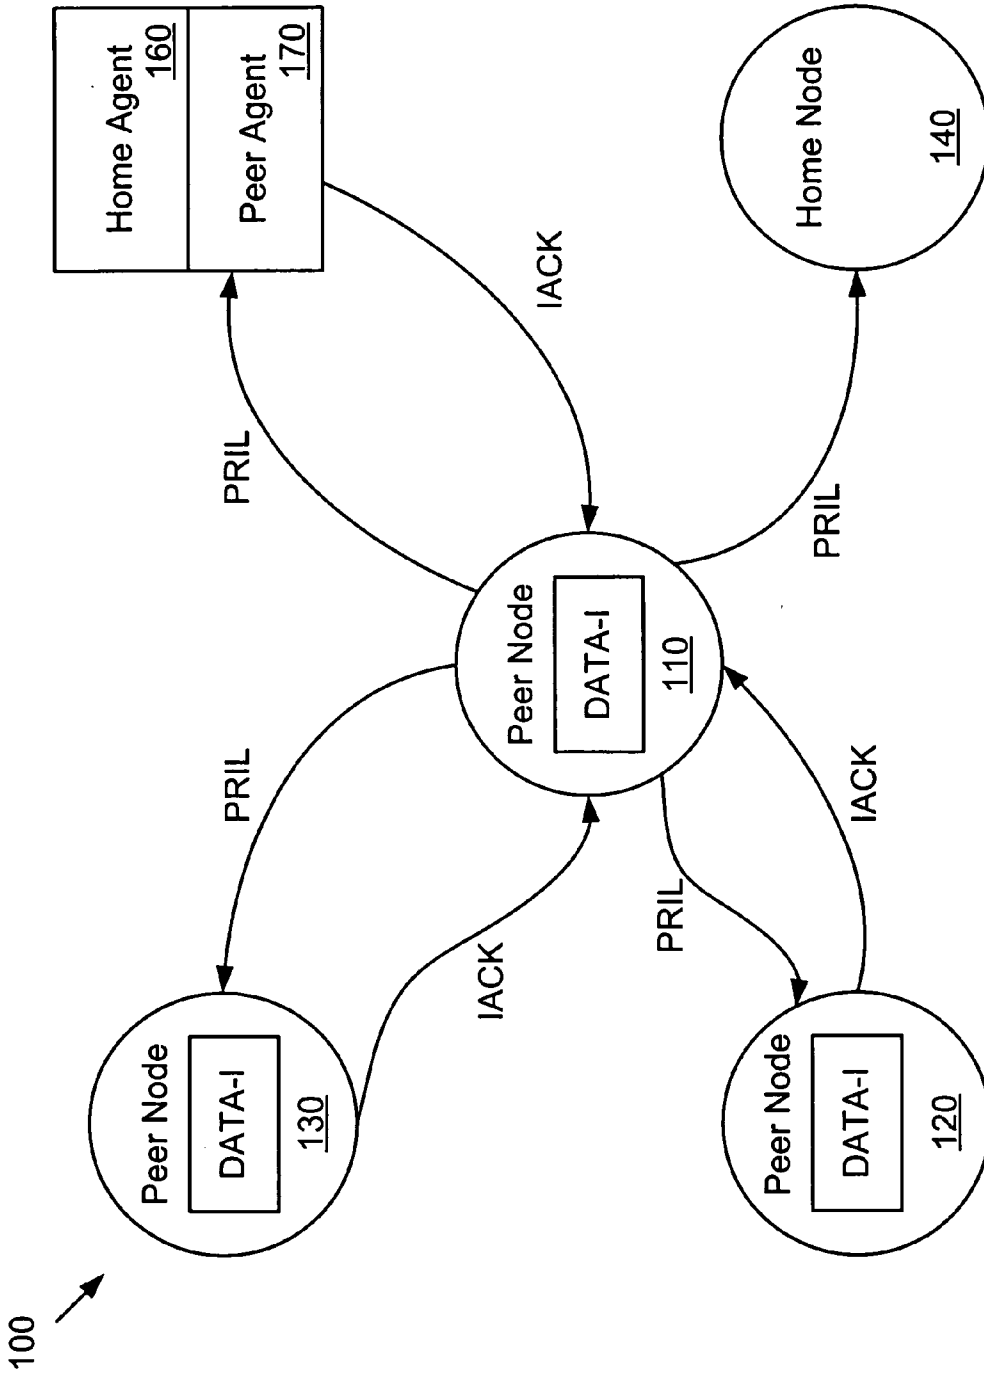 100
Peer Node
DATA-I
130
PRIL
PRIL
Home Agent
160
Peer Agent
170
IACK
Peer Node
DATA-I
110
IACK
PRIL
Peer Node
DATA-I
120
IACK
PRIL
Home Node
140